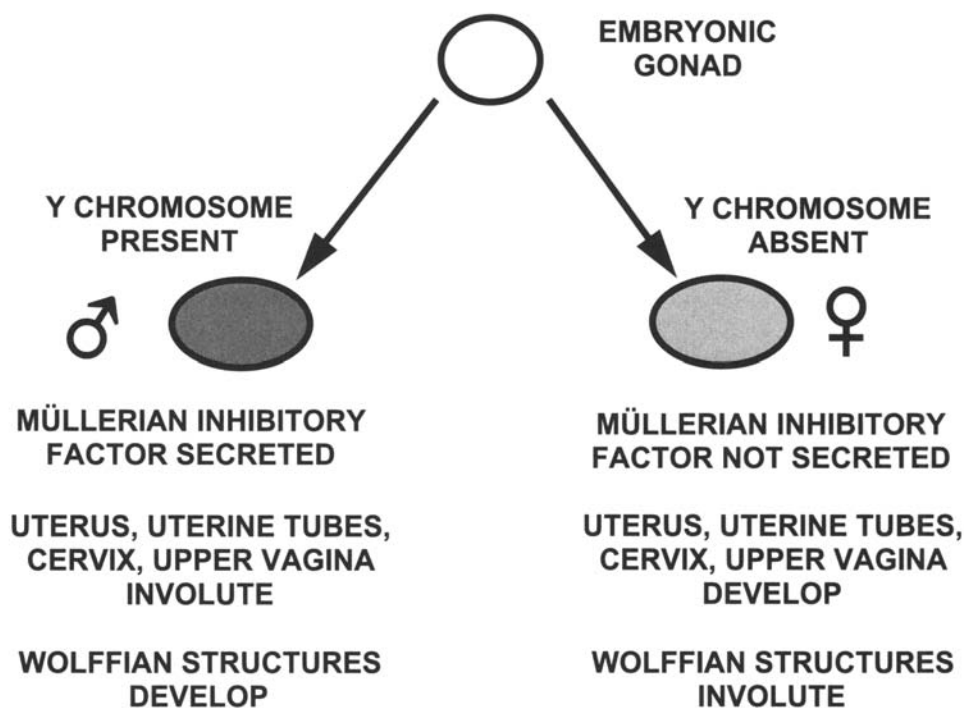 EMBRYONIC
GONAD
Y CHROMOSOME
PRESENT
Y CHROMOSOME
ABSENT
MÜLLERIAN INHIBITORY
FACTOR SECRETED
UTERUS, UTERINE TUBES,
CERVIX, UPPER VAGINA
INVOLUTE
WOLFFIAN STRUCTURES
DEVELOP
MÜLLERIAN INHIBITORY
FACTOR NOT SECRETED
UTERUS, UTERINE TUBES,
CERVIX, UPPER VAGINA
DEVELOP
WOLFFIAN STRUCTURES
INVOLUTE